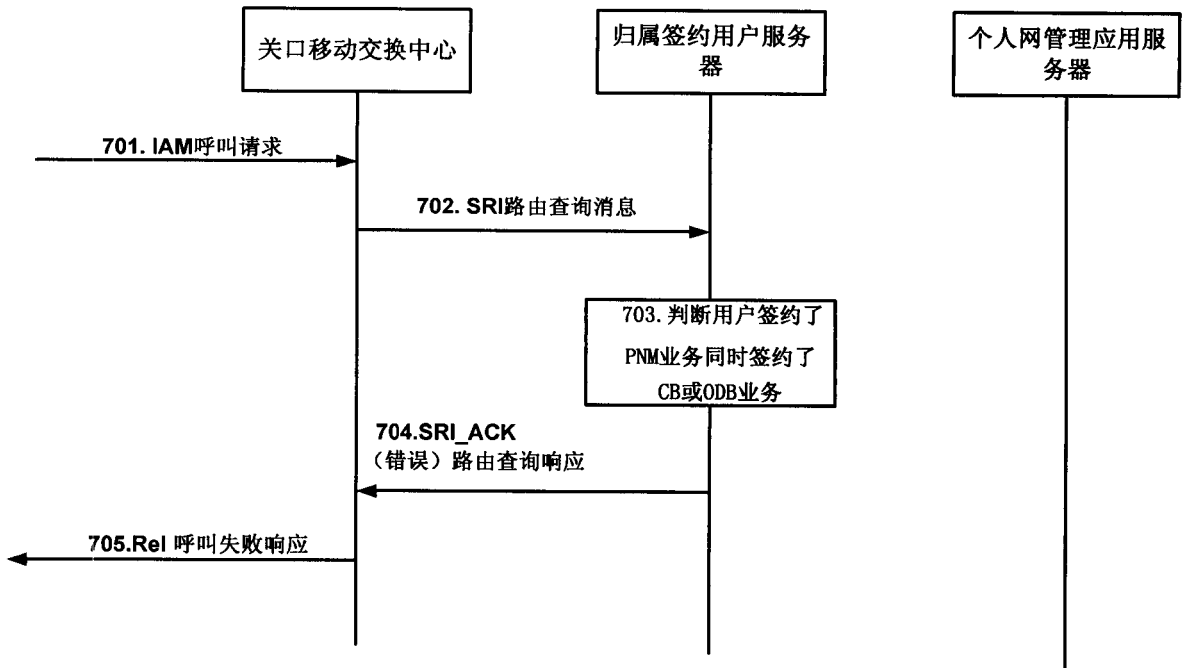 关口移动交换中心
归属签约用户服务
器
个人网管理应用服
务器
701. IAM呼叫请求
702. SRI路由查询消息
703.判断用户签约了
PNM业务同时签约了
CB或ODB业务
704.SRI_ACK
（错误）路由查询响应
705.Rel 呼叫失败响应